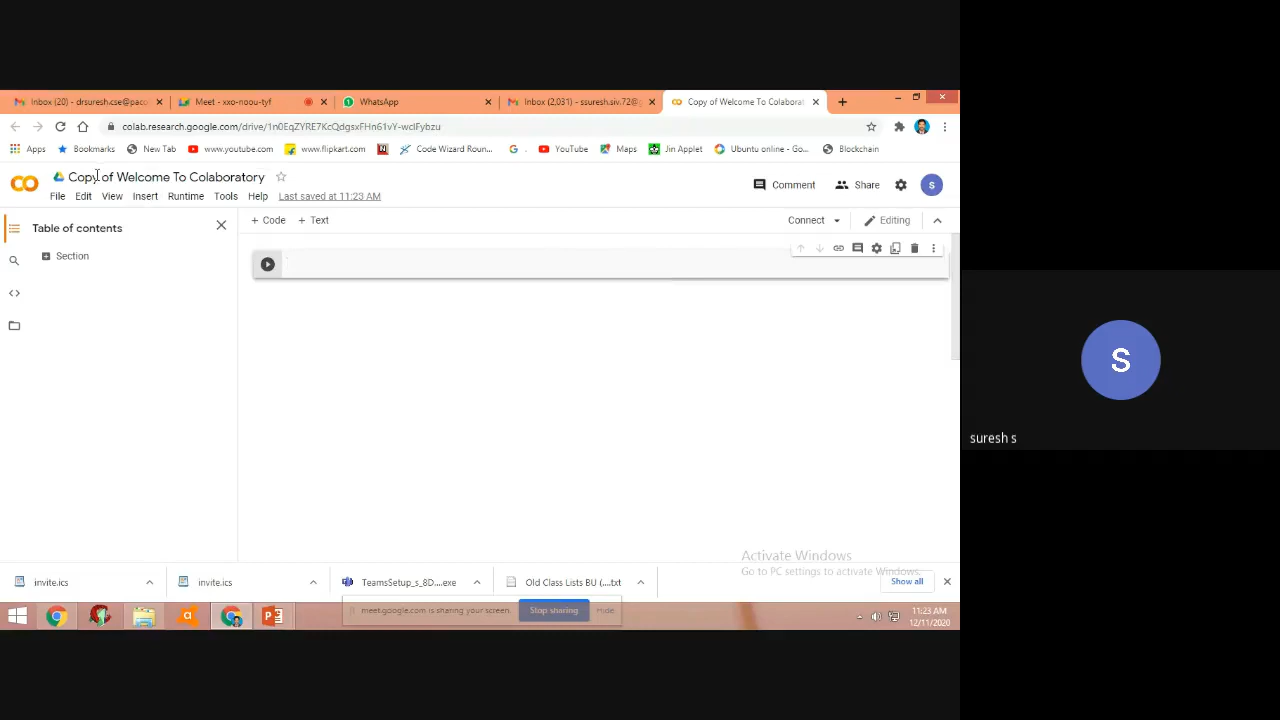 Inbox (20) - drsuresh.cse@paco
Meet - xxo-noou-tyf
WhatsApp
Inbox (2,031) - ssuresh.siv.72@g
Copy of Welcome To Colaborat
colab.research.google.com/drive/1n0EqZYRE7KcQdgsxFHn61vY-wclFybzu
Apps
Bookmarks
New Tab
www.youtube.com
www.flipkart.com
Code Wizard Roun...
G .
YouTube
Maps
Jin Applet
Ubuntu online - Go...
Blockchain
CO
Copy of Welcome To Colaboratory
Comment
Share
S
File Edit View Insert Runtime Tools Help Last saved at 11:23 AM
+ Code + Text
Connect
Editing
Table of contents
Section
Activate Windows
Go to PC settings to activate Windows.
invite.ics
invite.ics
TeamsSetup_s_8D....exe
Old Class Lists BU (....txt
Show all
meet.google.com is sharing your screen.
Stop sharing
Hide
11:23 AM
12/11/2020
S
suresh s